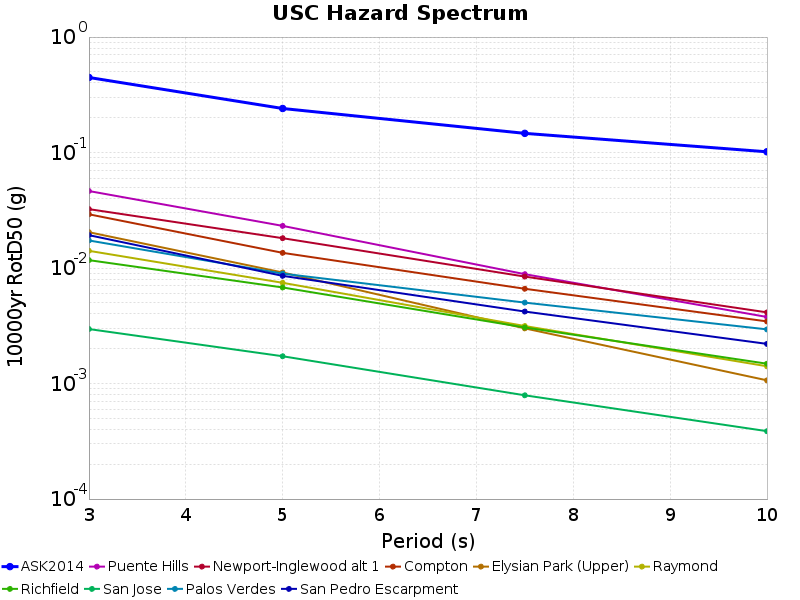 USC Hazard Spectrum
10000yr RotD50 (g)
10^0
10^-1
10^-2
10^-3
10^-4
3 4 5 6 7 8 9 10
Period (s)
ASK2014 Puente Hills Newport-Inglewood alt 1 Compton Elysian Park (Upper) Raymond
Richfield San Jose Palos Verdes San Pedro Escarpment